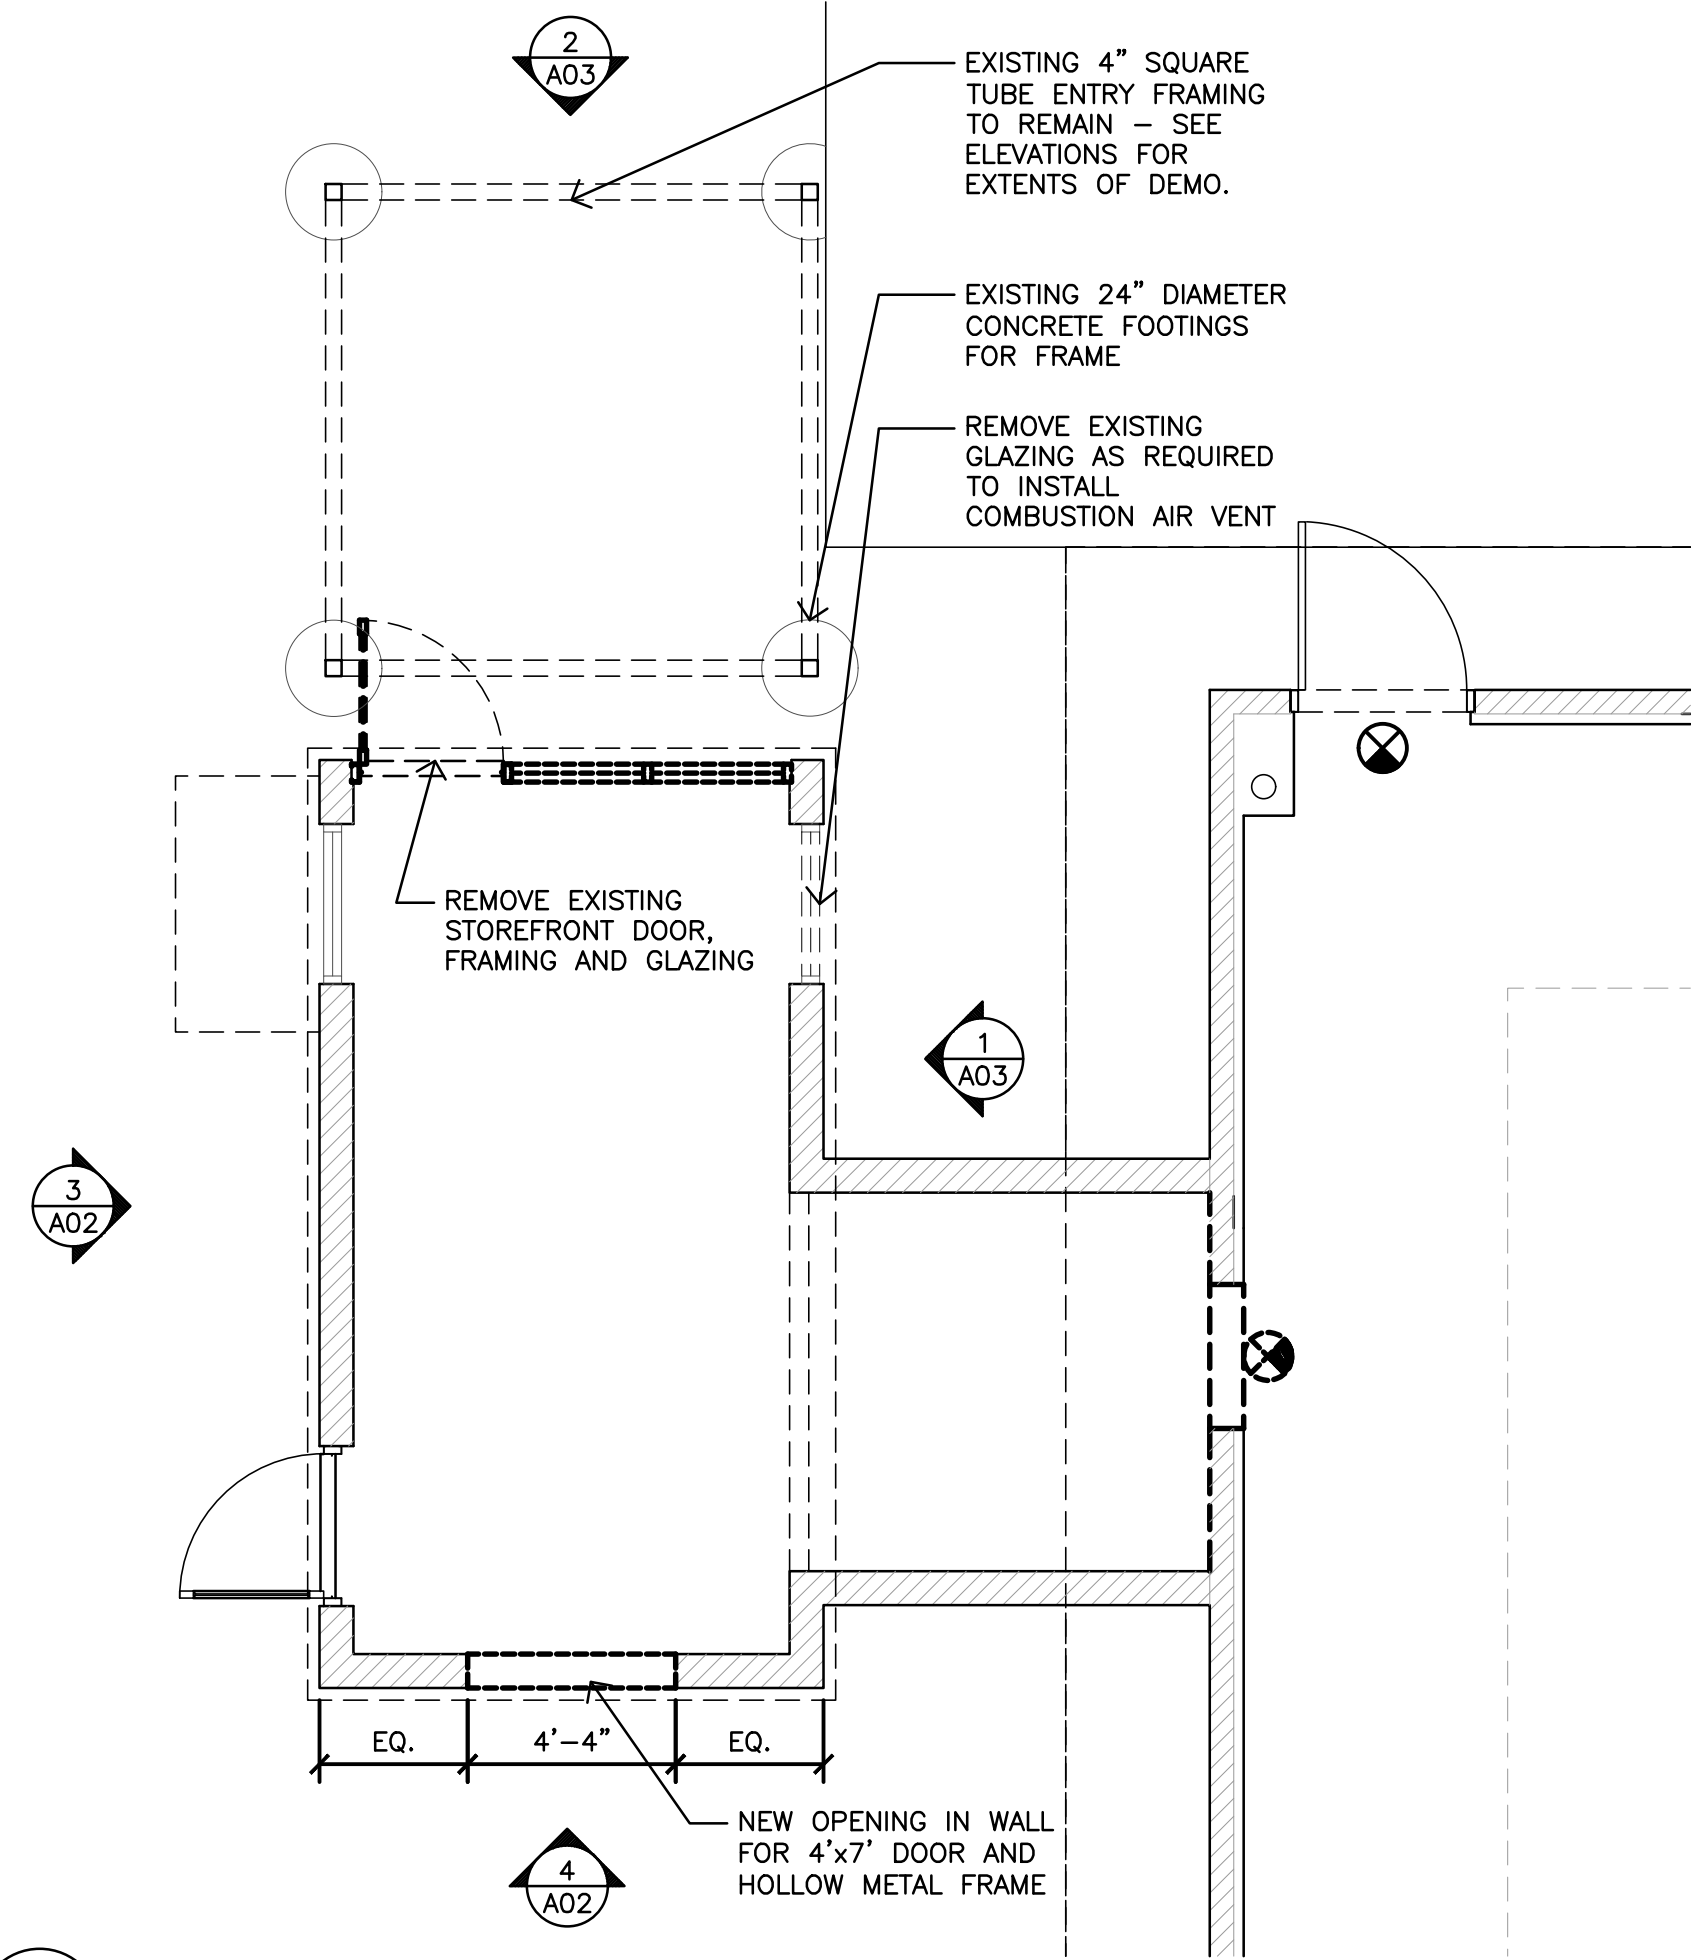 2
A03
EXISTING 4" SQUARE
TUBE ENTRY FRAMING
TO REMAIN – SEE
ELEVATIONS FOR
EXTENTS OF DEMO.
EXISTING 24" DIAMETER
CONCRETE FOOTINGS
FOR FRAME
REMOVE EXISTING
GLAZING AS REQUIRED
TO INSTALL
COMBUSTION AIR VENT
REMOVE EXISTING
STOREFRONT DOOR,
FRAMING AND GLAZING
1
A03
3
A02
EQ.
4'–4"
EQ.
NEW OPENING IN WALL
FOR 4'x7' DOOR AND
HOLLOW METAL FRAME
4
A02